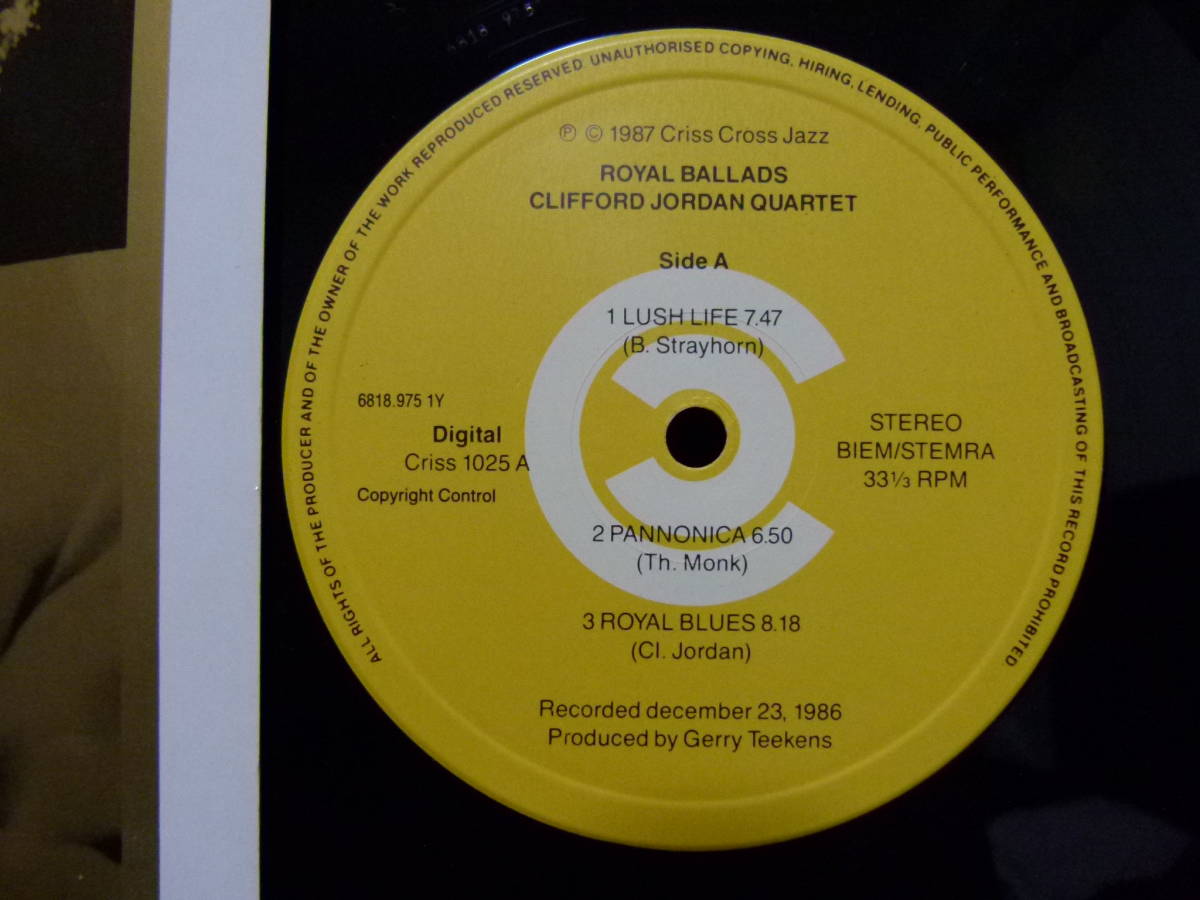 ALL RIGHTS OF THE PRODUCER AND OF THE OWNER OF THE WORK REPRODUCED RESERVED UNAUTHORISED COPYING, HIRING, LENDING, PUBLIC PERFORMANCE AND BROADCASTING OF THIS RECORD PROHIBITED
℗ © 1987 Criss Cross Jazz
ROYAL BALLADS
CLIFFORD JORDAN QUARTET
Side A
1 LUSH LIFE 7.47
(B. Strayhorn)
6818.975 1Y
Digital
Criss 1025 A
Copyright Control
STEREO
BIEM/STEMRA
33 1/3 RPM
2 PANNONICA 6.50
(Th. Monk)
3 ROYAL BLUES 8.18
(Cl. Jordan)
Recorded december 23, 1986
Produced by Gerry Teekens